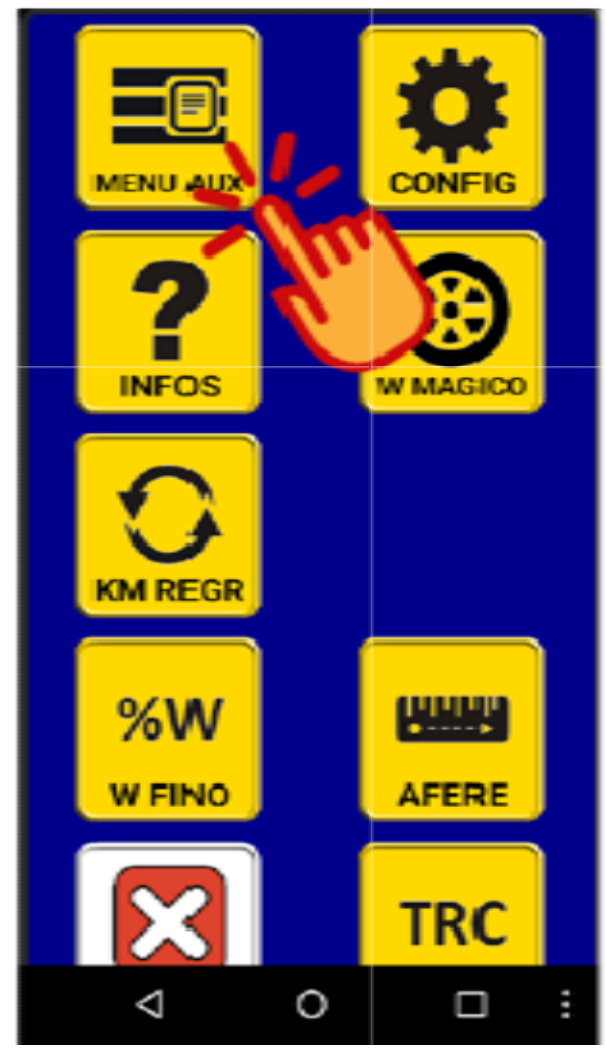 MENU AUX
CONFIG
?
INFOS
W MAGICO
KM REGR
%W
W FINO
AFERE
TRC